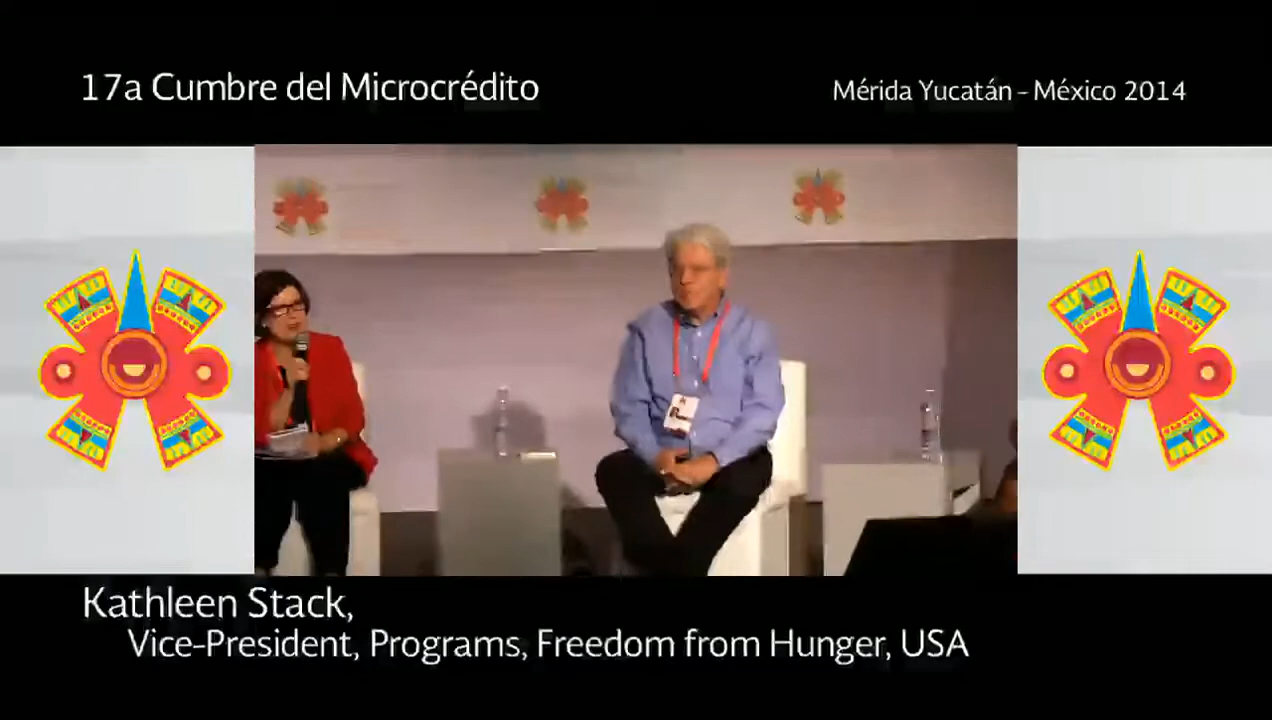 17a Cumbre del Microcrédito
Mérida Yucatán - México 2014
Kathleen Stack,
Vice-President, Programs, Freedom from Hunger, USA